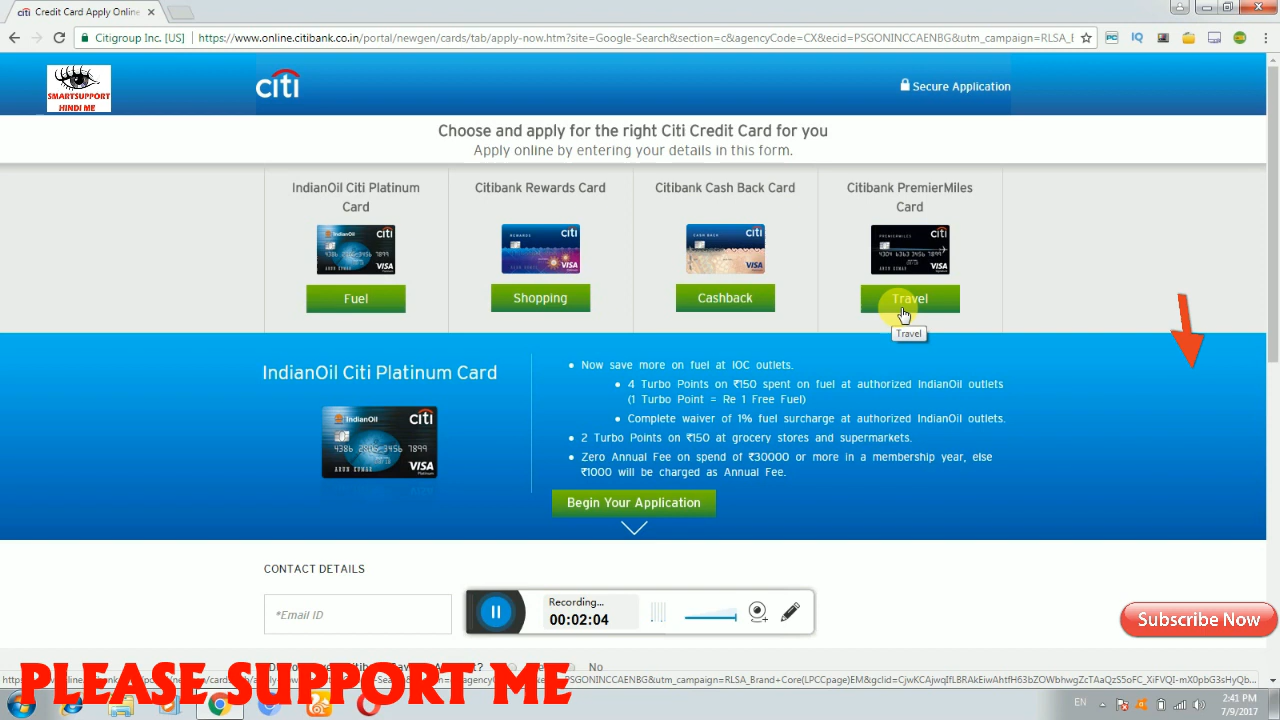 Credit Card Apply Online
Citigroup Inc. [US]
https://www.online.citibank.co.in/portal/newgen/cards/tab/apply-now.htm?site=Google-Search&section=c&agencyCode=CX&ecid=PSGONINCCAENBG&utm_campaign=RLSA_
PC
IQ
SMARTSUPPORT
HINDI ME
citi
Secure Application
Choose and apply for the right Citi Credit Card for you
Apply online by entering your details in this form.
IndianOil Citi Platinum
Card
Citibank Rewards Card
Citibank Cash Back Card
Citibank PremierMiles
Card
Fuel
Shopping
Cashback
Travel
Travel
IndianOil Citi Platinum Card
IndianOil
citi
VISA
• Now save more on fuel at IOC outlets.
• 4 Turbo Points on ₹150 spent on fuel at authorized IndianOil outlets
(1 Turbo Point = Re 1 Free Fuel)
• Complete waiver of 1% fuel surcharge at authorized IndianOil outlets.
• 2 Turbo Points on ₹150 at grocery stores and supermarkets.
• Zero Annual Fee on spend of ₹30000 or more in a membership year, else
₹1000 will be charged as Annual Fee.
Begin Your Application
CONTACT DETAILS
*Email ID
Recording...
00:02:04
Subscribe Now
No
PLEASE SUPPORT ME
EN
2:41 PM
7/9/2017